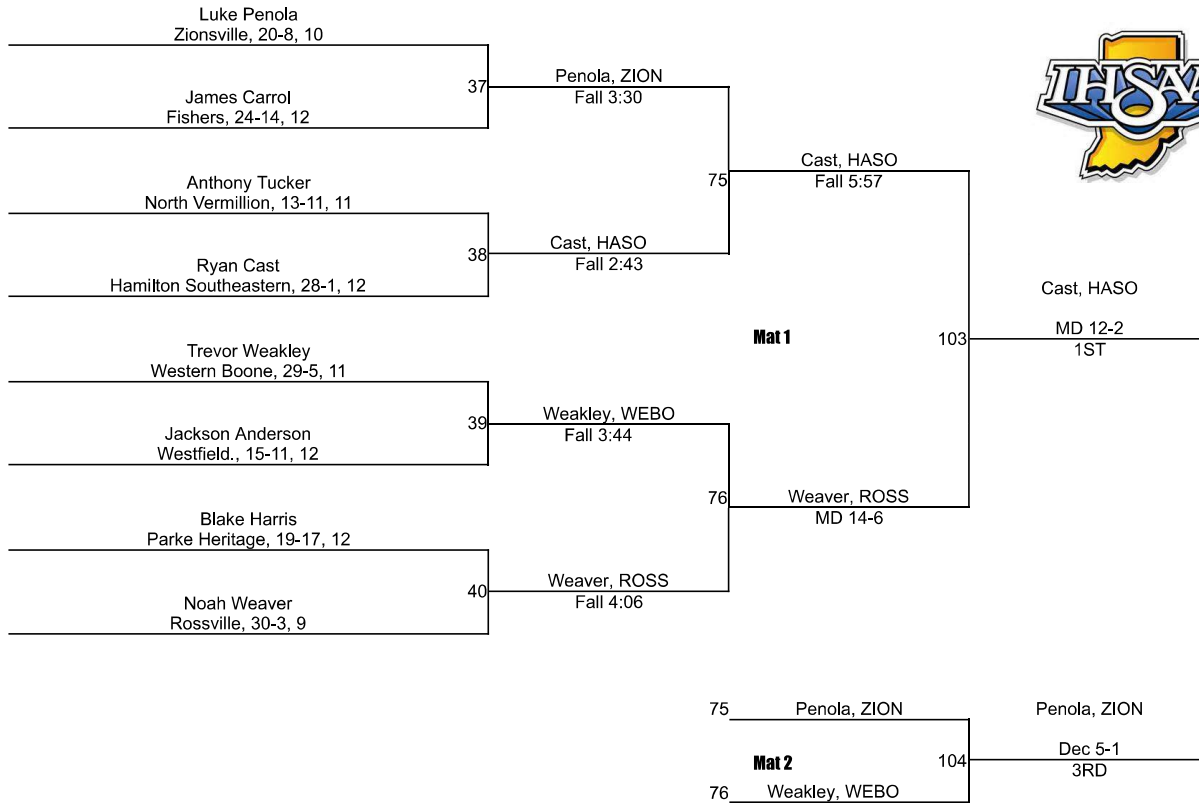 Luke Penola
Zionsville, 20-8, 10
James Carrol
Fishers, 24-14, 12
Anthony Tucker
North Vermillion, 13-11, 11
Ryan Cast
Hamilton Southeastern, 28-1, 12
Trevor Weakley
Western Boone, 29-5, 11
Jackson Anderson
Westfield., 15-11, 12
Blake Harris
Parke Heritage, 19-17, 12
Noah Weaver
Rossville, 30-3, 9
37
Penola, ZION
Fall 3:30
38
Cast, HASO
Fall 2:43
39
Weakley, WEBO
Fall 3:44
40
Weaver, ROSS
Fall 4:06
75
Cast, HASO
Fall 5:57
76
Weaver, ROSS
MD 14-6
Mat 1
103
Cast, HASO
MD 12-2
1ST
IHSAA
75
Penola, ZION
Mat 2
76
Weakley, WEBO
104
Penola, ZION
Dec 5-1
3RD